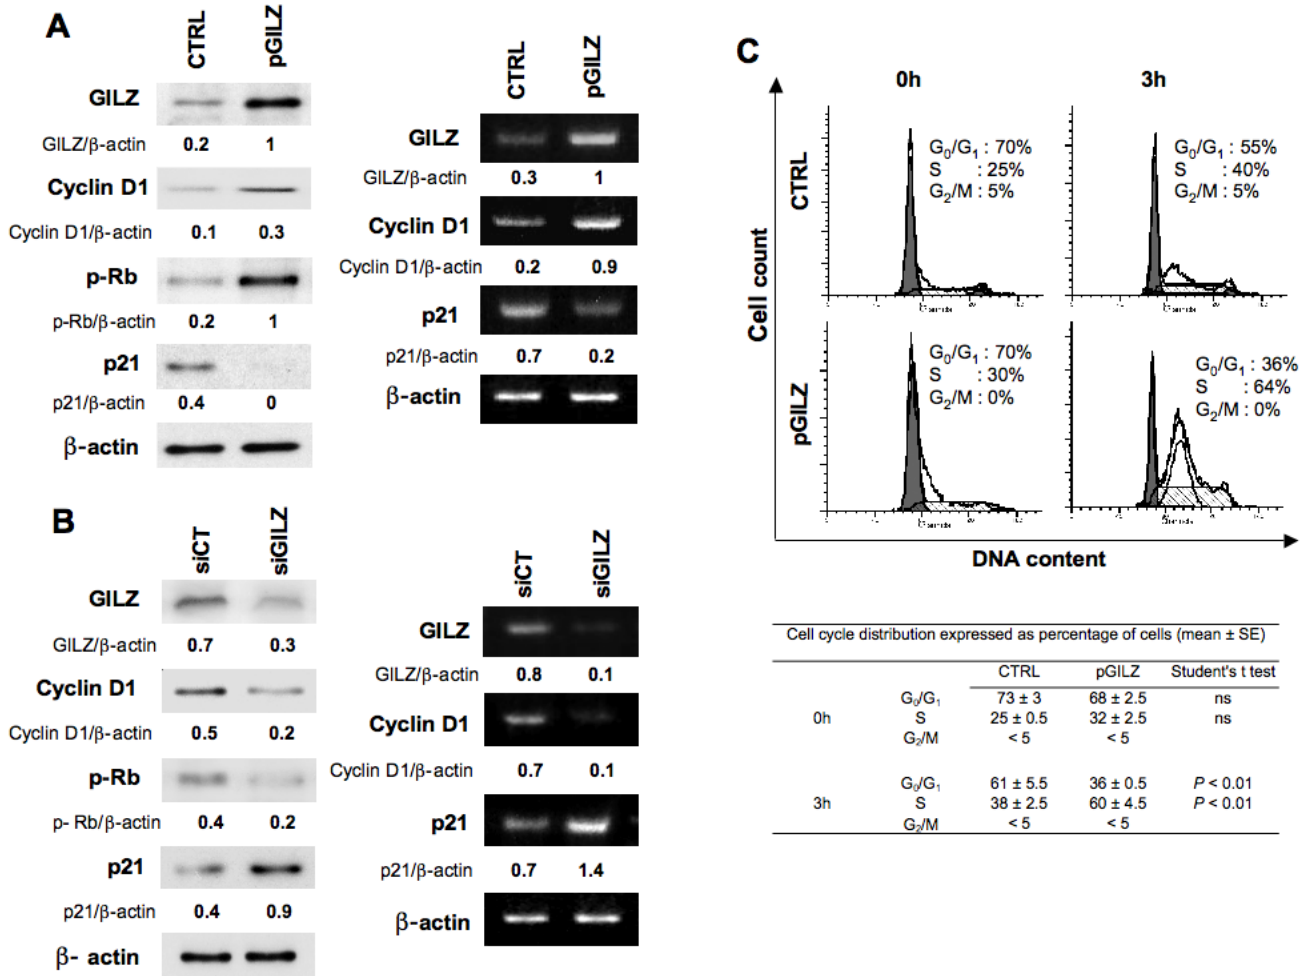 A
CTRL
pGILZ
GILZ
GILZ/β-actin 0.2 1
Cyclin D1
Cyclin D1/β-actin 0.1 0.3
p-Rb
p-Rb/β-actin 0.2 1
p21
p21/β-actin 0.4 0
β-actin
CTRL
pGILZ
GILZ
GILZ/β-actin 0.3 1
Cyclin D1
Cyclin D1/β-actin 0.2 0.9
p21
p21/β-actin 0.7 0.2
β-actin
B
siCT
siGILZ
GILZ
GILZ/β-actin 0.7 0.3
Cyclin D1
Cyclin D1/β-actin 0.5 0.2
p-Rb
p- Rb/β-actin 0.4 0.2
p21
p21/β-actin 0.4 0.9
β- actin
siCT
siGILZ
GILZ
GILZ/β-actin 0.8 0.1
Cyclin D1
Cyclin D1/β-actin 0.7 0.1
p21
p21/β-actin 0.7 1.4
β-actin
C
0h 3h
Cell count
CTRL
G0/G1 : 70%
S : 25%
G2/M : 5%
G0/G1 : 55%
S : 40%
G2/M : 5%
pGILZ
G0/G1 : 70%
S : 30%
G2/M : 0%
G0/G1 : 36%
S : 64%
G2/M : 0%
DNA content
Cell cycle distribution expressed as percentage of cells (mean ± SE)
CTRL pGILZ Student's t test
G0/G1 73 ± 3 68 ± 2.5 ns
0h S 25 ± 0.5 32 ± 2.5 ns
G2/M < 5 < 5
G0/G1 61 ± 5.5 36 ± 0.5 P < 0.01
3h S 38 ± 2.5 60 ± 4.5 P < 0.01
G2/M < 5 < 5